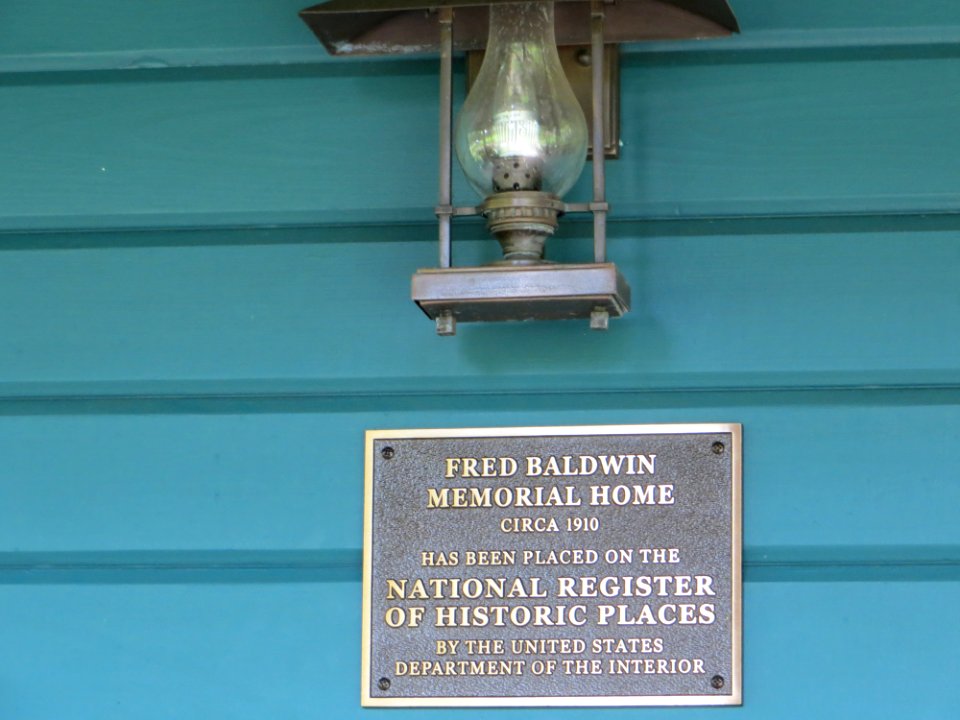 FRED BALDWIN
MEMORIAL HOME
CIRCA 1910
HAS BEEN PLACED ON THE
NATIONAL REGISTER
OF HISTORIC PLACES
BY THE UNITED STATES
DEPARTMENT OF THE INTERIOR